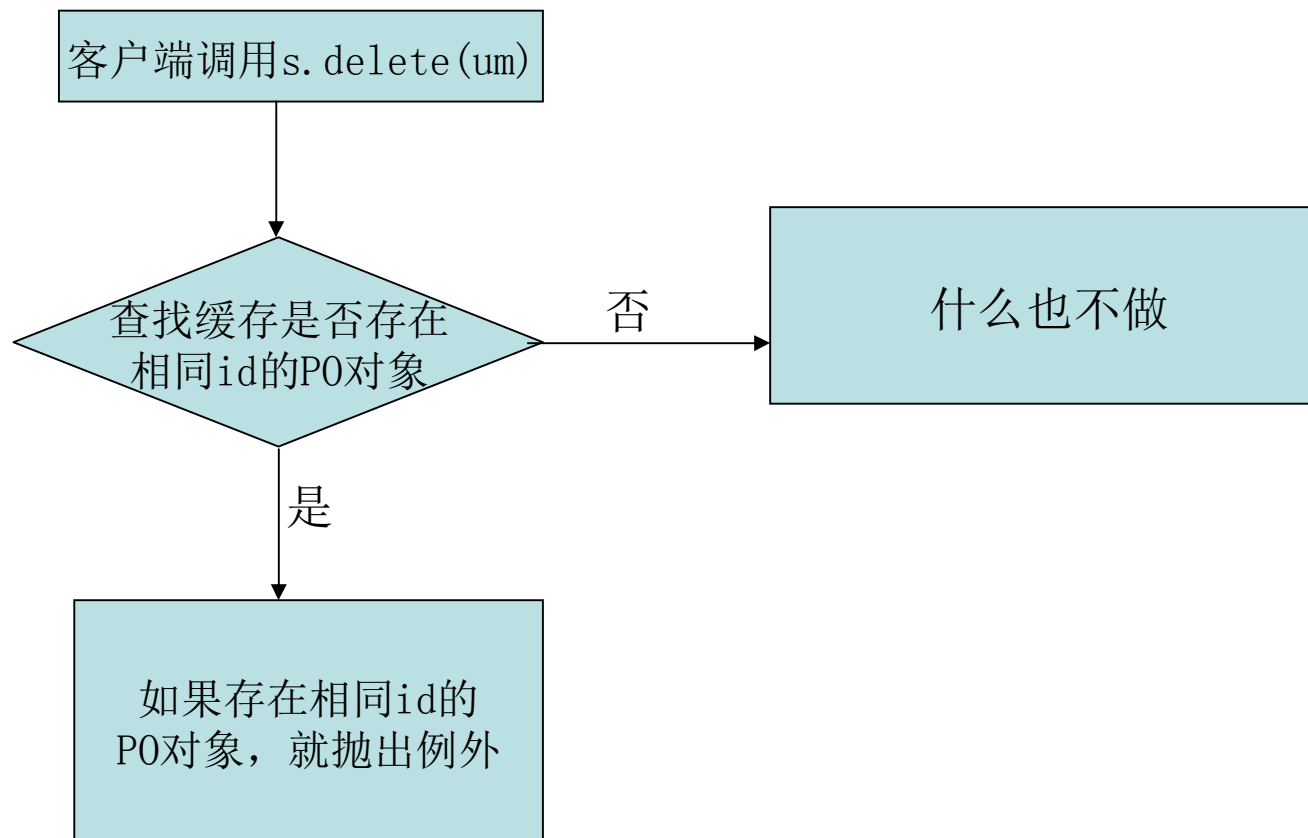 客户端调用s.delete(um)
查找缓存是否存在
相同id的PO对象
否
什么也不做
是
如果存在相同id的
PO对象，就抛出例外